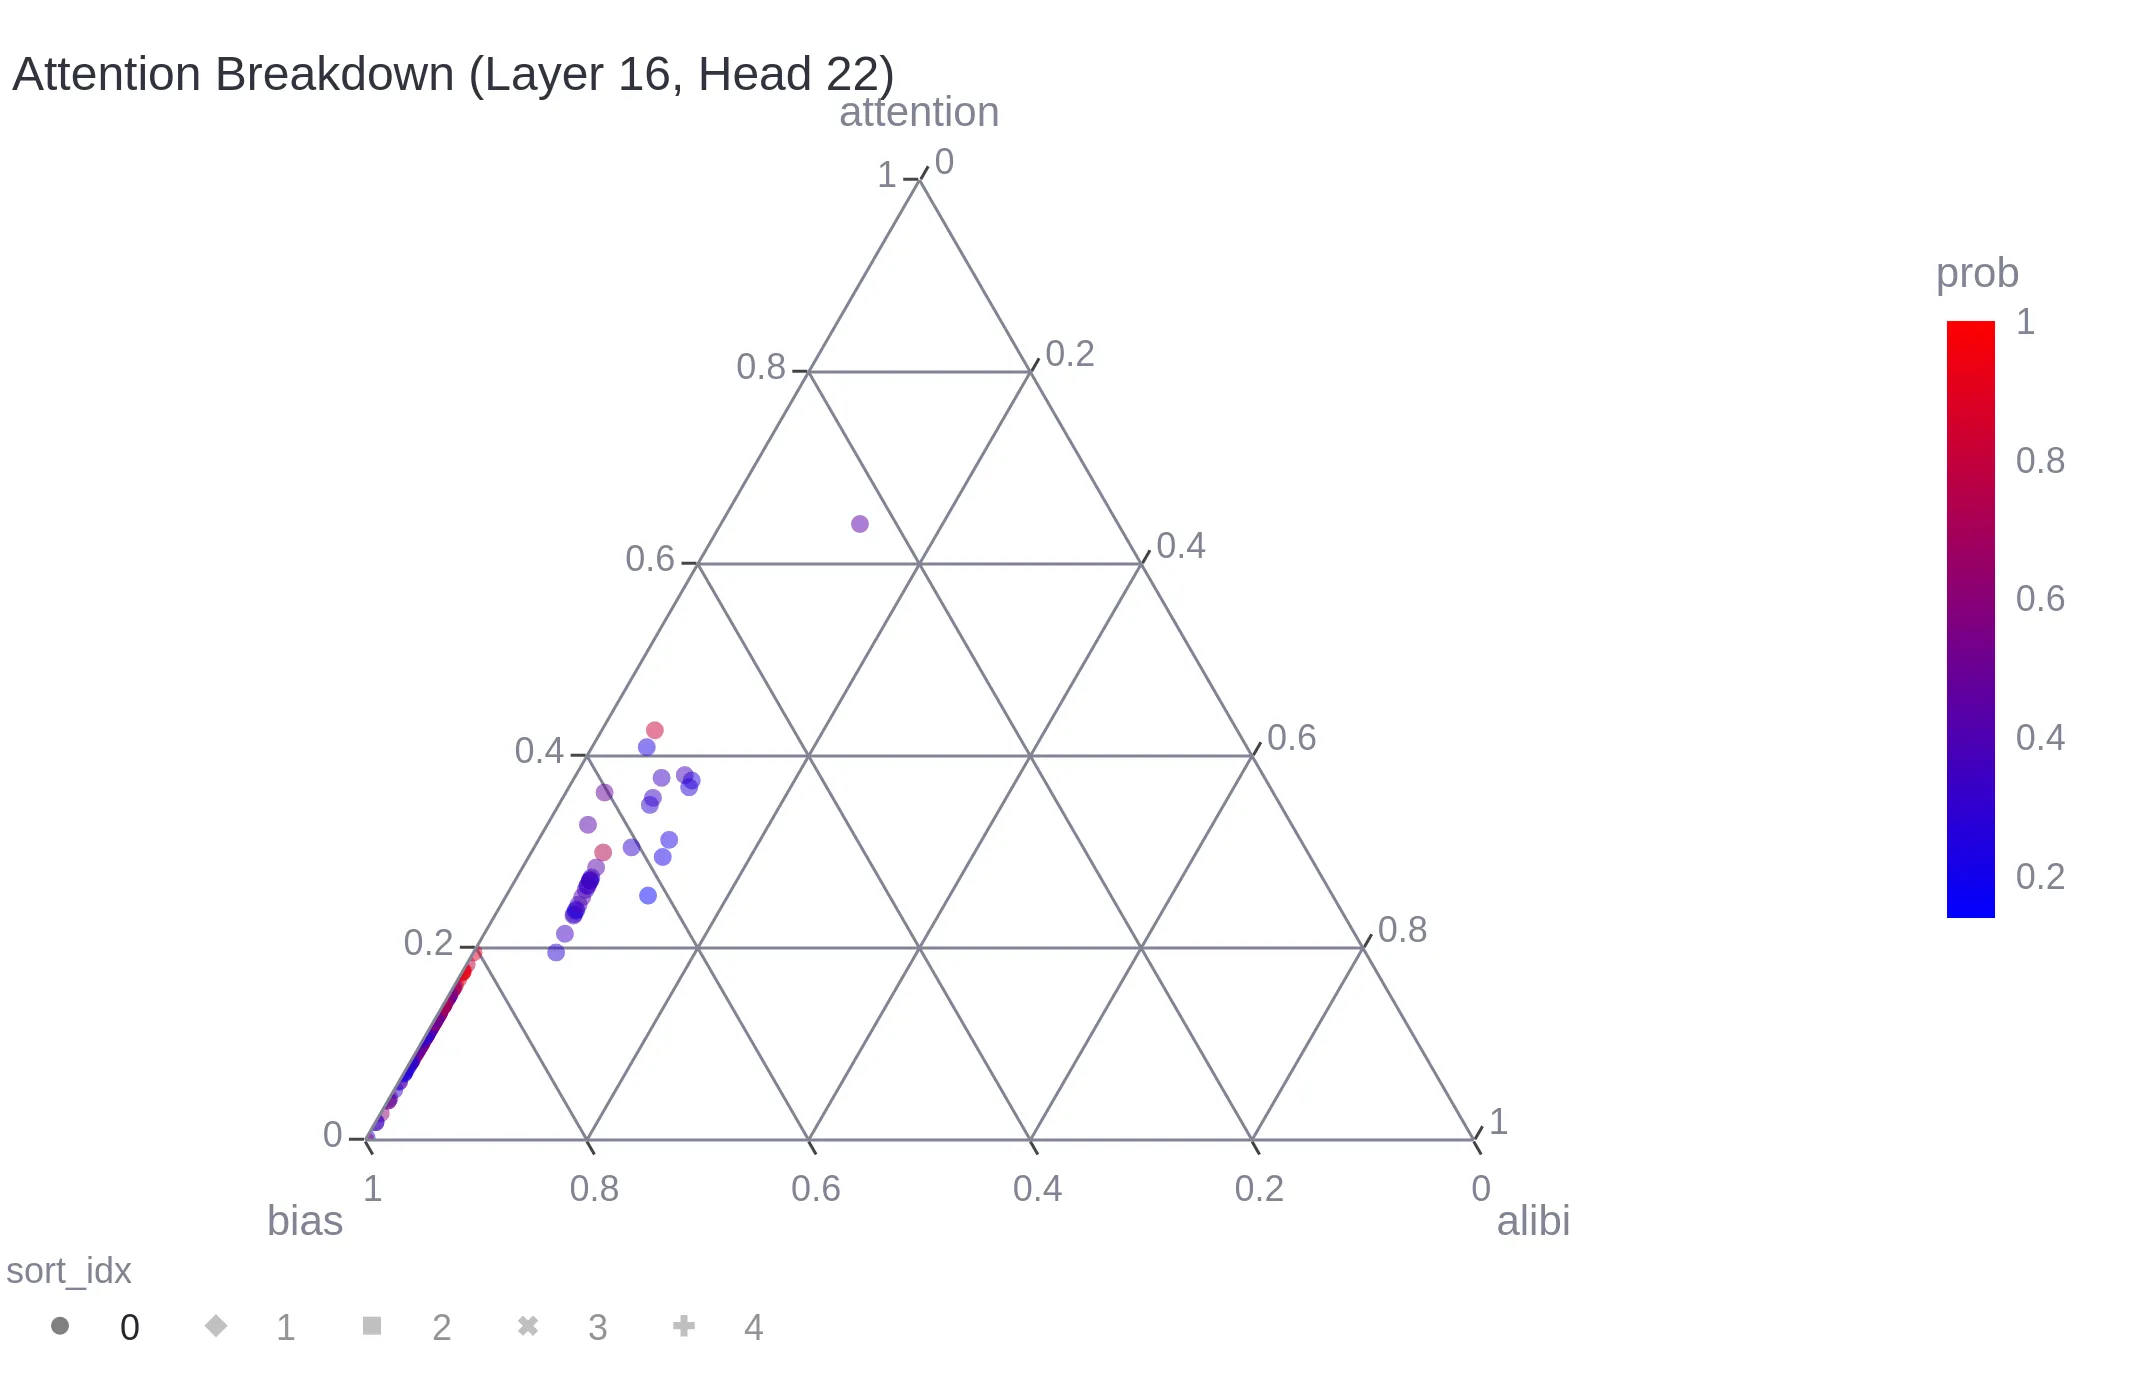 Attention Breakdown (Layer 16, Head 22)
attention
1 0
0.8 0.2
0.6 0.4
0.4 0.6
0.2 0.8
0 1
1 0.8 0.6 0.4 0.2 0
bias alibi
prob
1
0.8
0.6
0.4
0.2
sort_idx
0 1 2 3 4